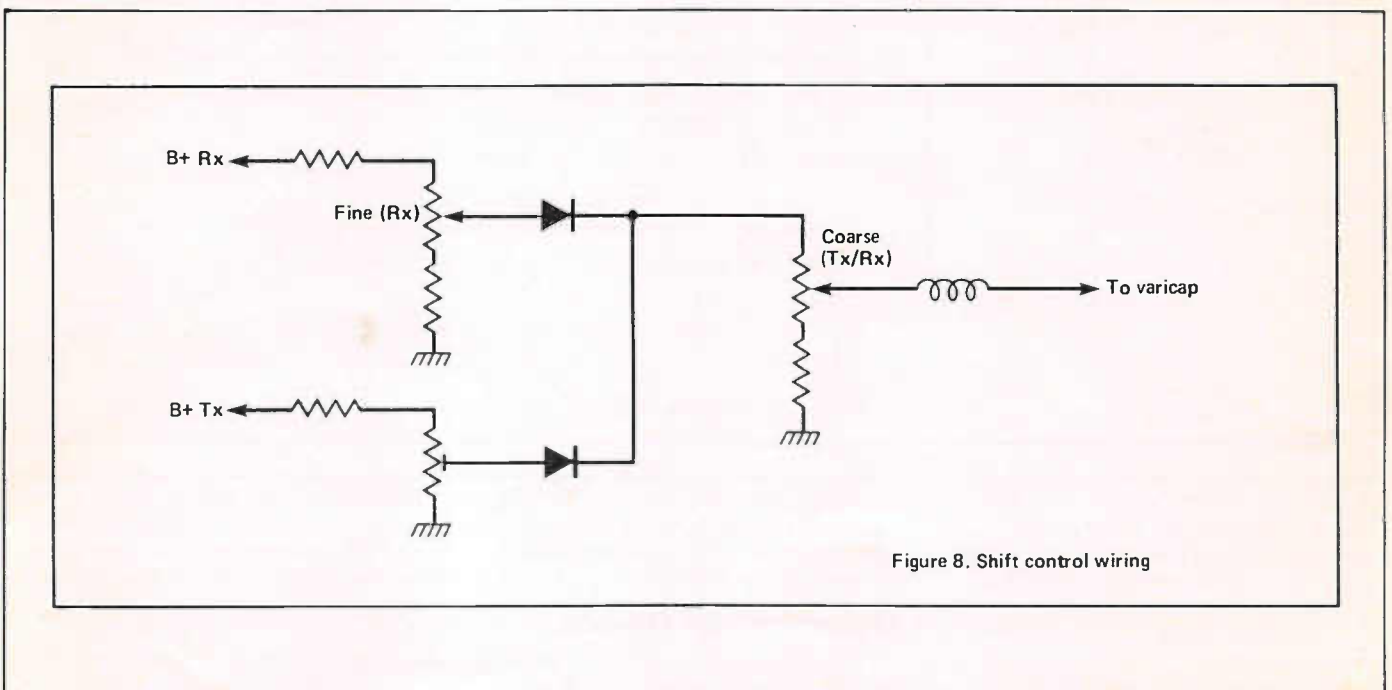 B+ Rx
Fine (Rx)
Coarse
(Tx/Rx)
To varicap
B+ Tx
Figure 8. Shift control wiring